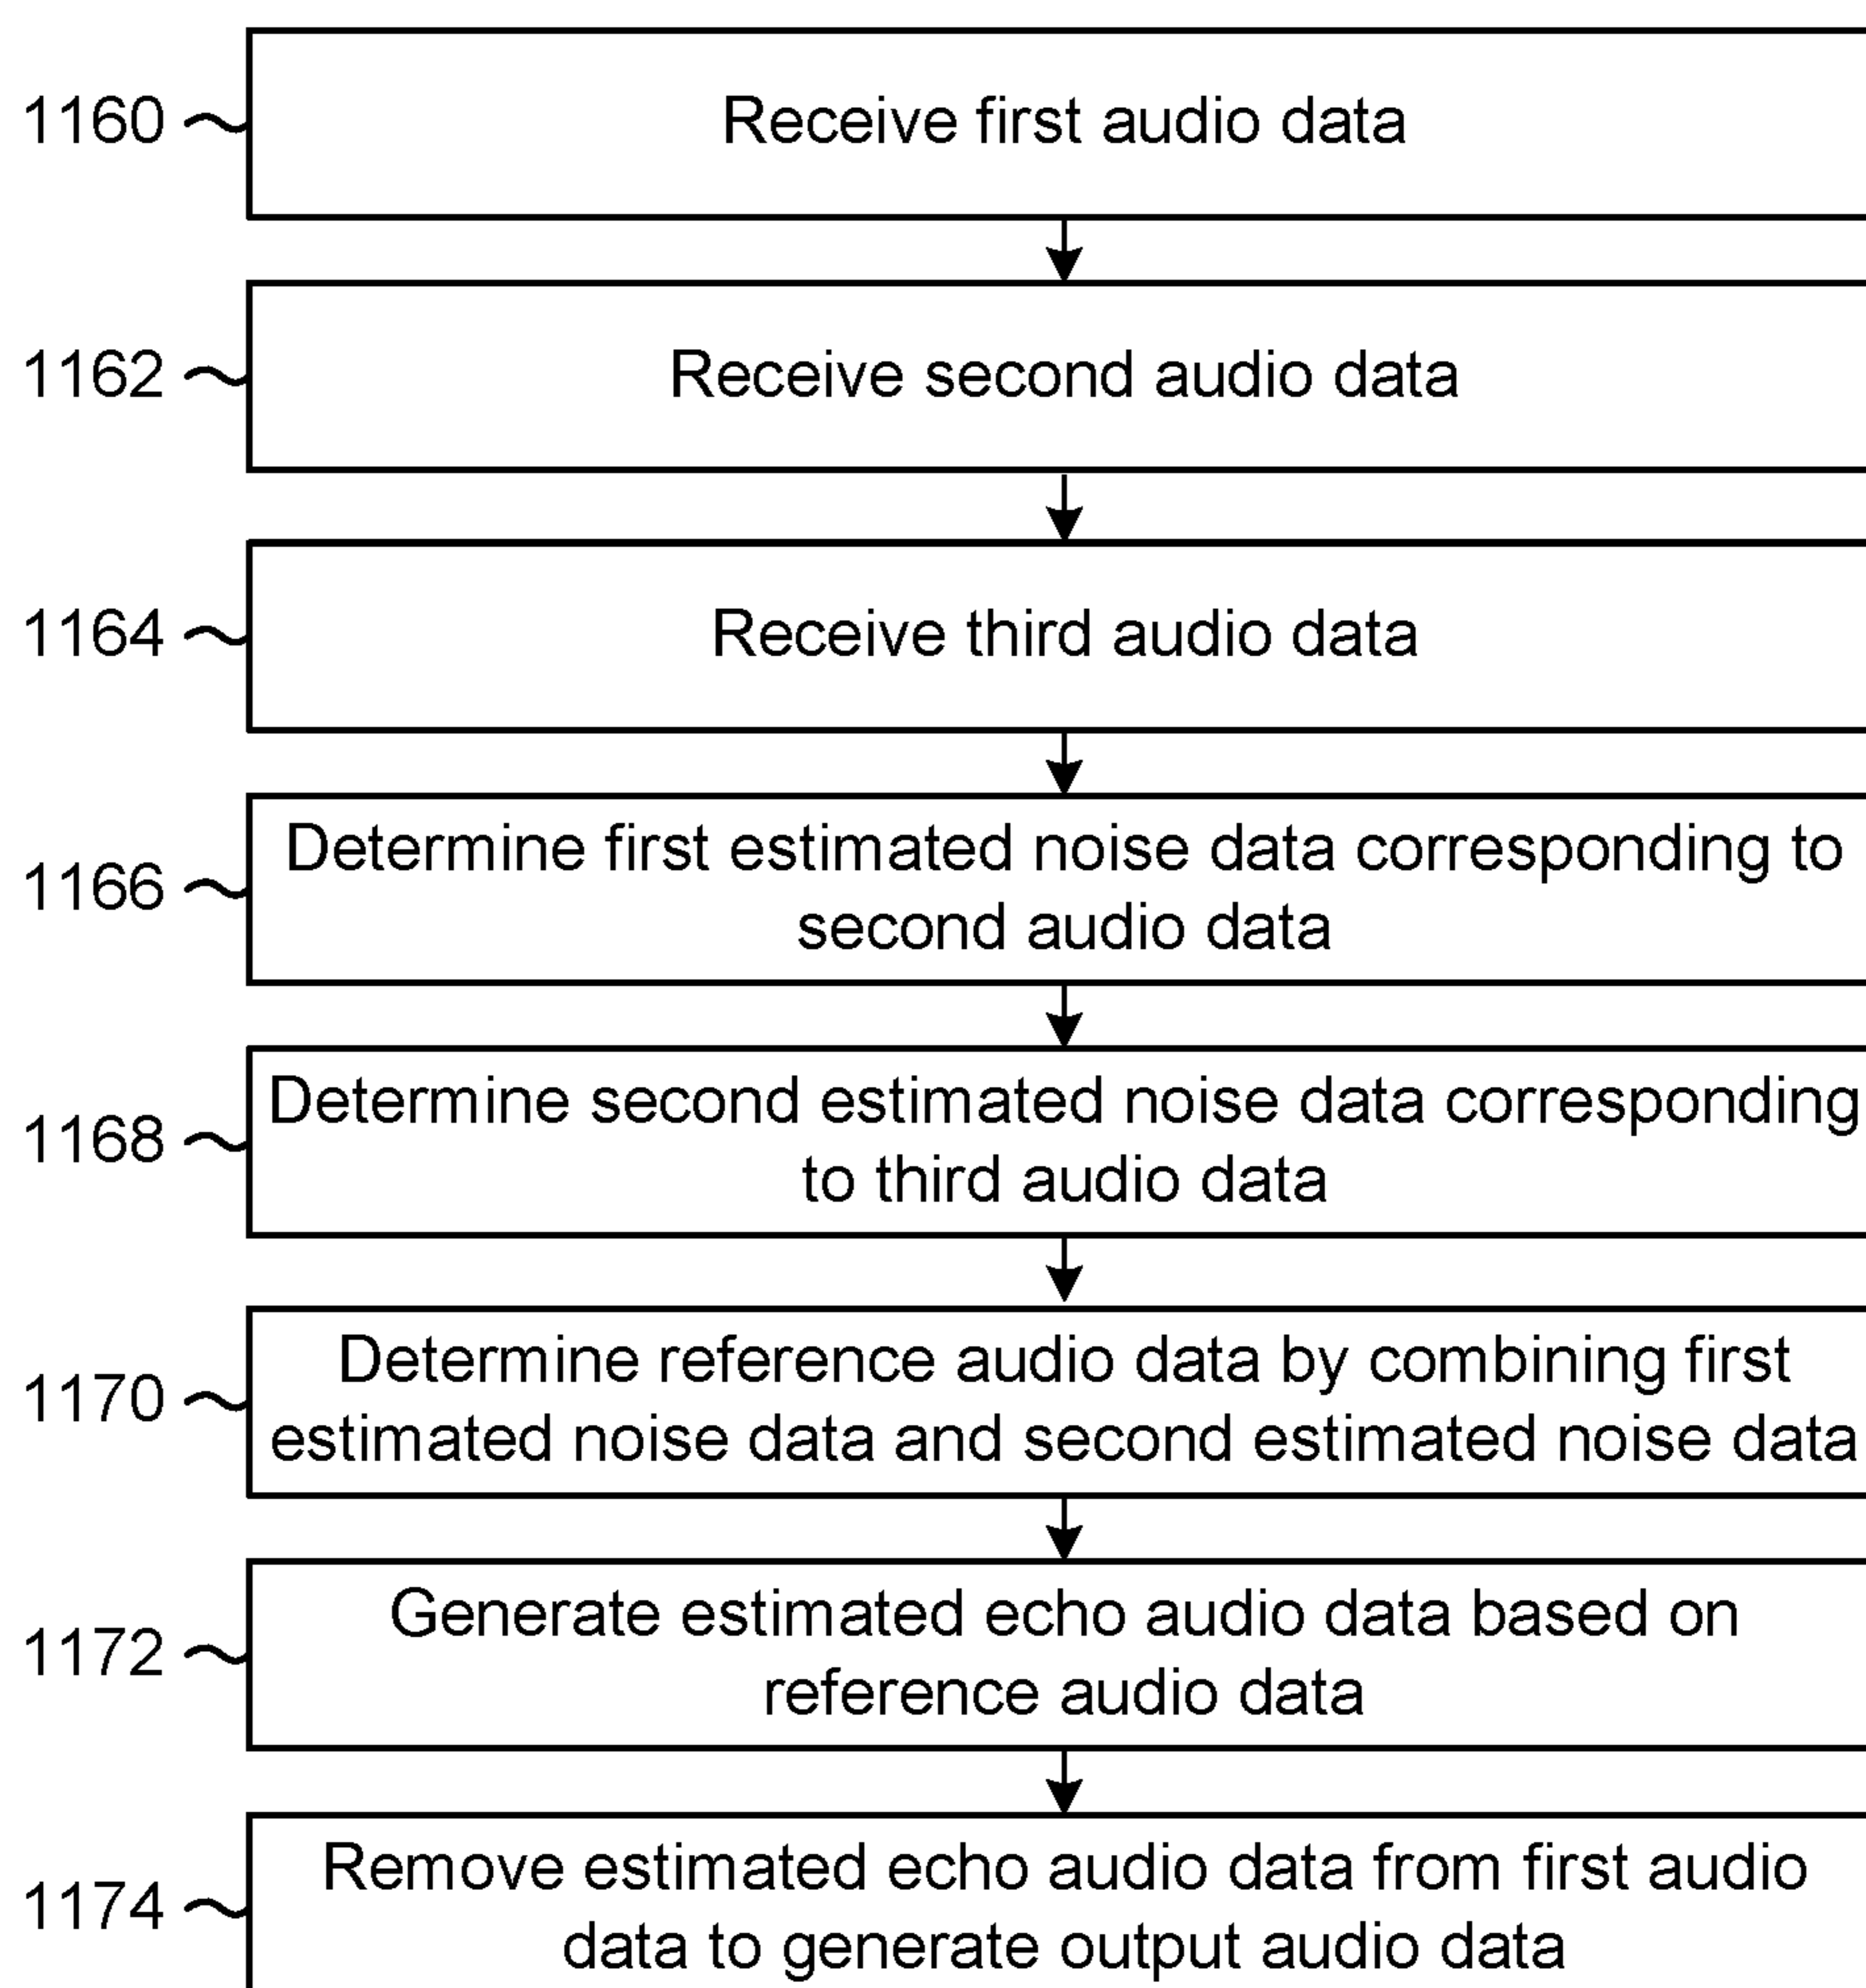 1160
Receive first audio data
1162
Receive second audio data
1164
Receive third audio data
1166
Determine first estimated noise data corresponding to
second audio data
1168
Determine second estimated noise data corresponding
to third audio data
1170
Determine reference audio data by combining first
estimated noise data and second estimated noise data
1172
Generate estimated echo audio data based on
reference audio data
1174
Remove estimated echo audio data from first audio
data to generate output audio data